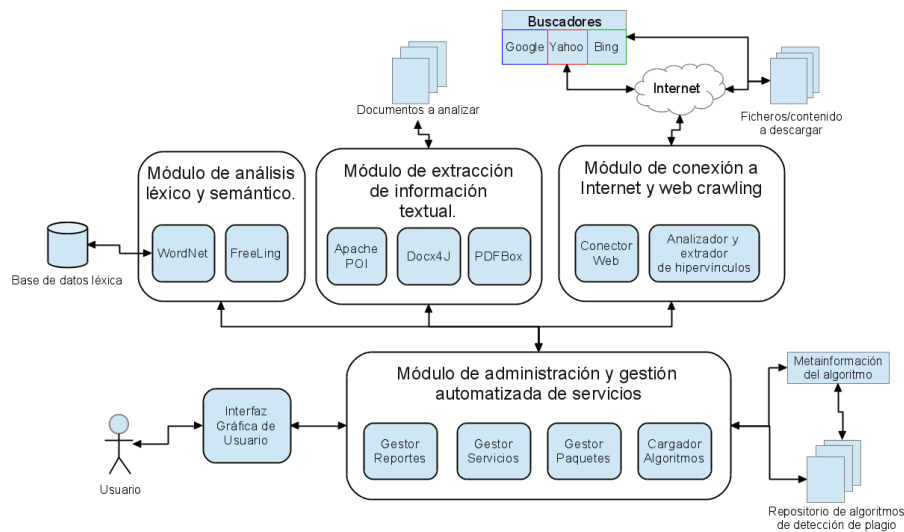 Buscadores
Google
Yahoo
Bing
Internet
Ficheros/contenido
a descargar
Documentos a analizar
Módulo de análisis
léxico y semántico.
WordNet
FreeLing
Base de datos léxica
Módulo de extracción
de información
textual.
Apache
POI
Docx4J
PDFBox
Módulo de conexión a
Internet y web crawling
Conector
Web
Analizador y
extrador
de hipervínculos
Módulo de administración y gestión
automatizada de servicios
Gestor
Reportes
Gestor
Servicios
Gestor
Paquetes
Cargador
Algoritmos
Interfaz
Gráfica de
Usuario
Usuario
Metainformación
del algoritmo
Repositorio de algoritmos
de detección de plagio